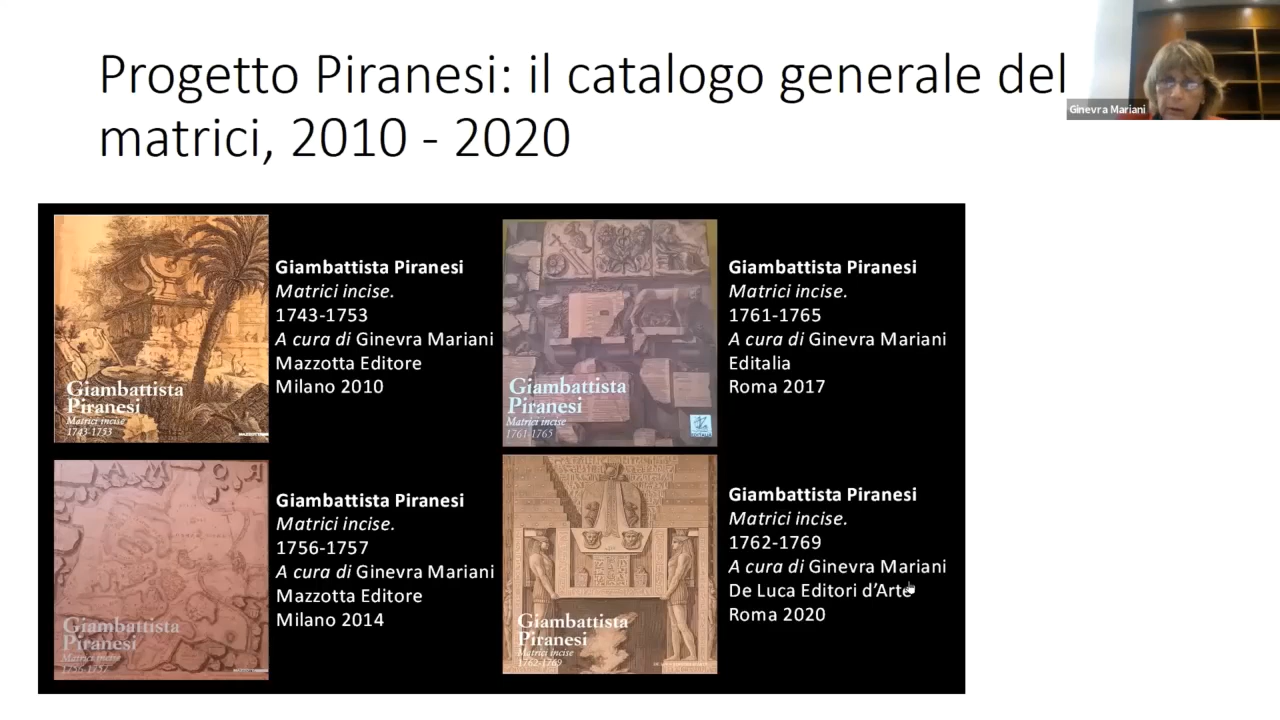 Progetto Piranesi: il catalogo generale del
matrici, 2010 - 2020
Ginevra Mariani
Giambattista Piranesi
Matrici incise.
1743-1753
A cura di Ginevra Mariani
Mazzotta Editore
Milano 2010
Giambattista
Piranesi
Matrici incise
1743-1753
Giambattista Piranesi
Matrici incise.
1761-1765
A cura di Ginevra Mariani
Editalia
Roma 2017
Giambattista
Piranesi
Matrici incise
1761-1765
Giambattista Piranesi
Matrici incise.
1756-1757
A cura di Ginevra Mariani
Mazzotta Editore
Milano 2014
Giambattista
Piranesi
Matrici incise
1756-1757
Giambattista Piranesi
Matrici incise.
1762-1769
A cura di Ginevra Mariani
De Luca Editori d'Arte
Roma 2020
Giambattista
Piranesi
Matrici incise
1762-1769